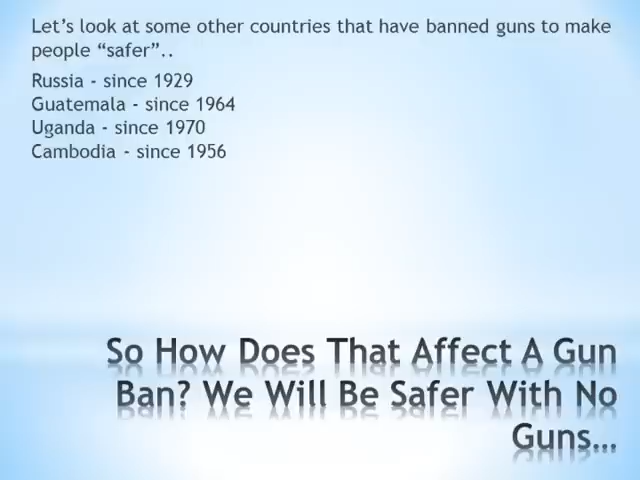 Let’s look at some other countries that have banned guns to make
people “safer”..
Russia - since 1929
Guatemala - since 1964
Uganda - since 1970
Cambodia - since 1956
So How Does That Affect A Gun
Ban? We Will Be Safer With No
Guns…